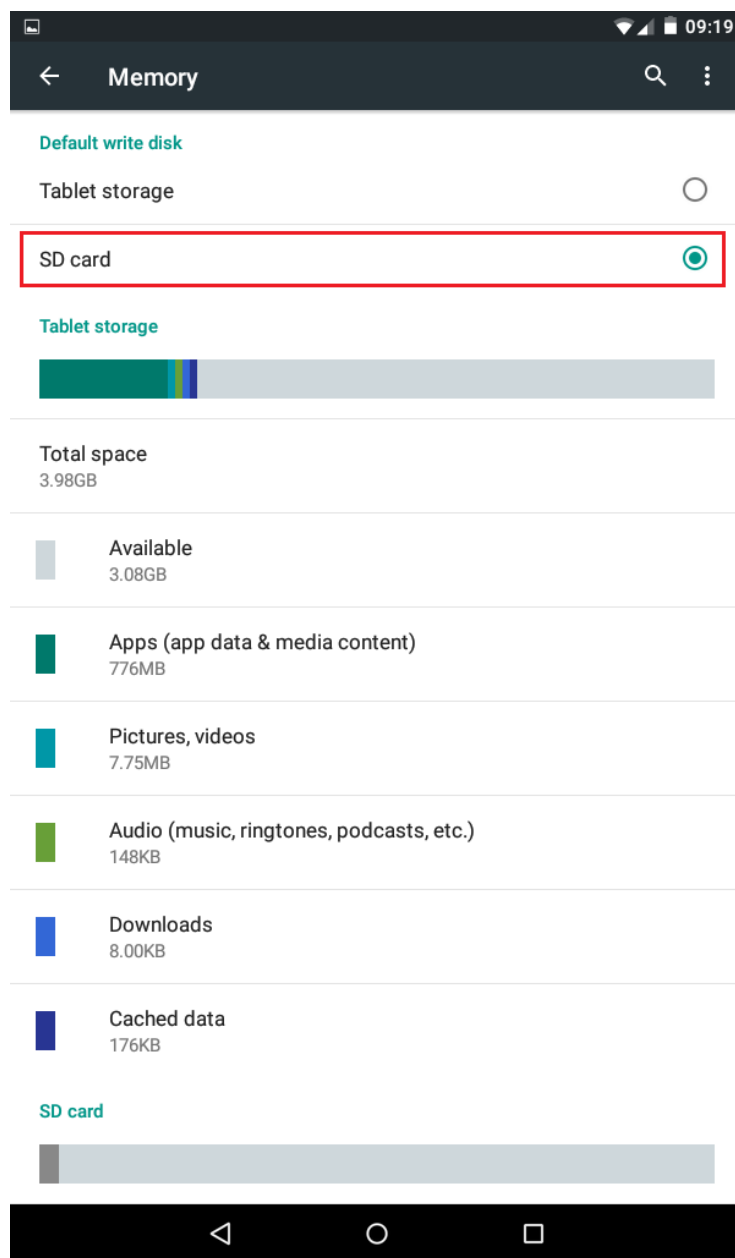 09:19
Memory
Default write disk
Tablet storage
SD card
Tablet storage
Total space
3.98GB
Available
3.08GB
Apps (app data & media content)
776MB
Pictures, videos
7.75MB
Audio (music, ringtones, podcasts, etc.)
148KB
Downloads
8.00KB
Cached data
176KB
SD card